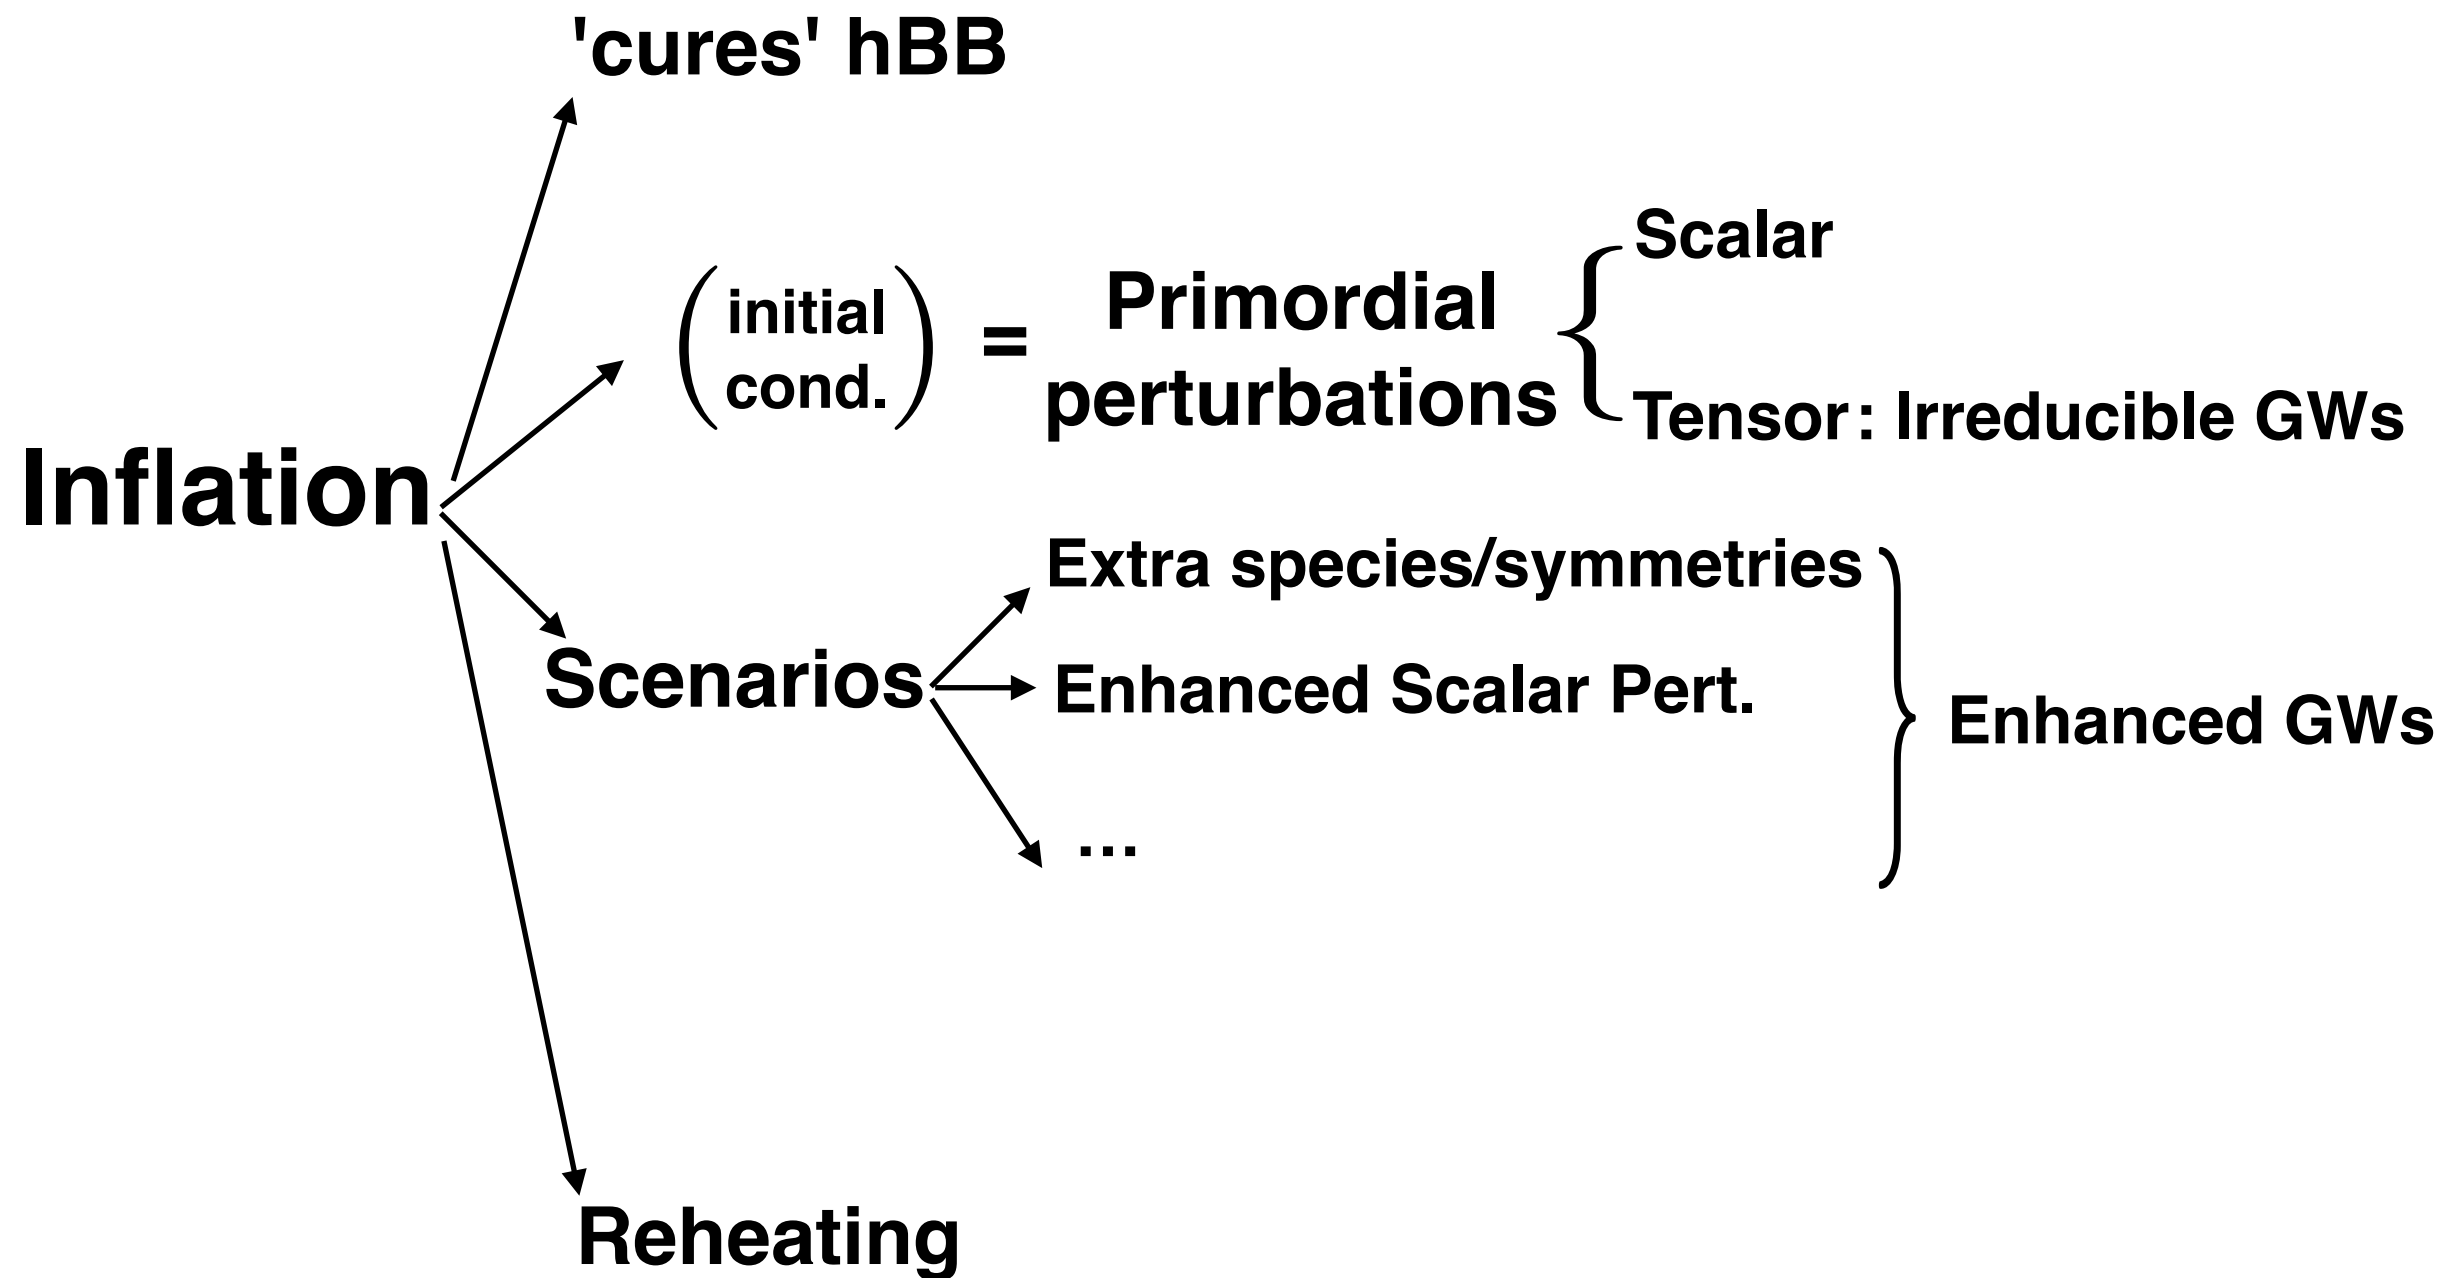 'cures' hBB
(initial cond.) = Primordial perturbations
Scalar
Tensor: Irreducible GWs
Inflation
Scenarios
Extra species/symmetries
Enhanced Scalar Pert.
...
Enhanced GWs
Reheating